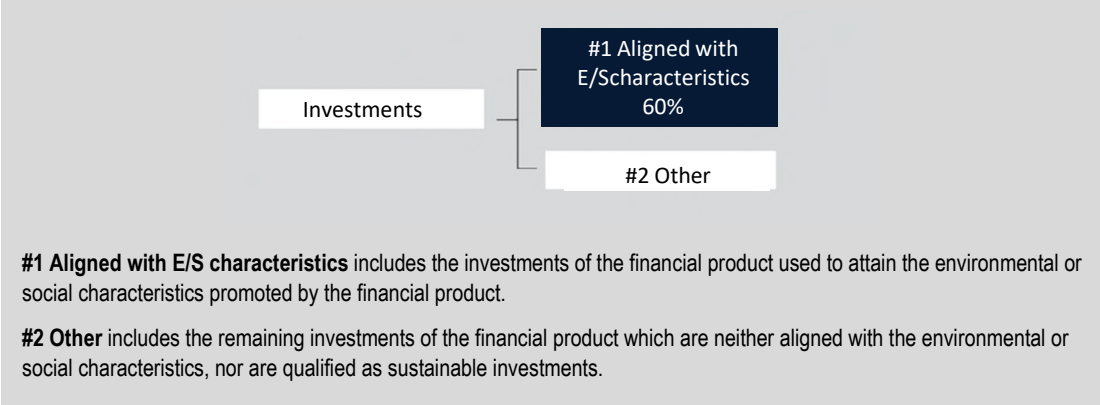 #1 Aligned with
E/Scharacteristics
60%
Investments
#2 Other
#1 Aligned with E/S characteristics includes the investments of the financial product used to attain the environmental or
social characteristics promoted by the financial product.
#2 Other includes the remaining investments of the financial product which are neither aligned with the environmental or
social characteristics, nor are qualified as sustainable investments.